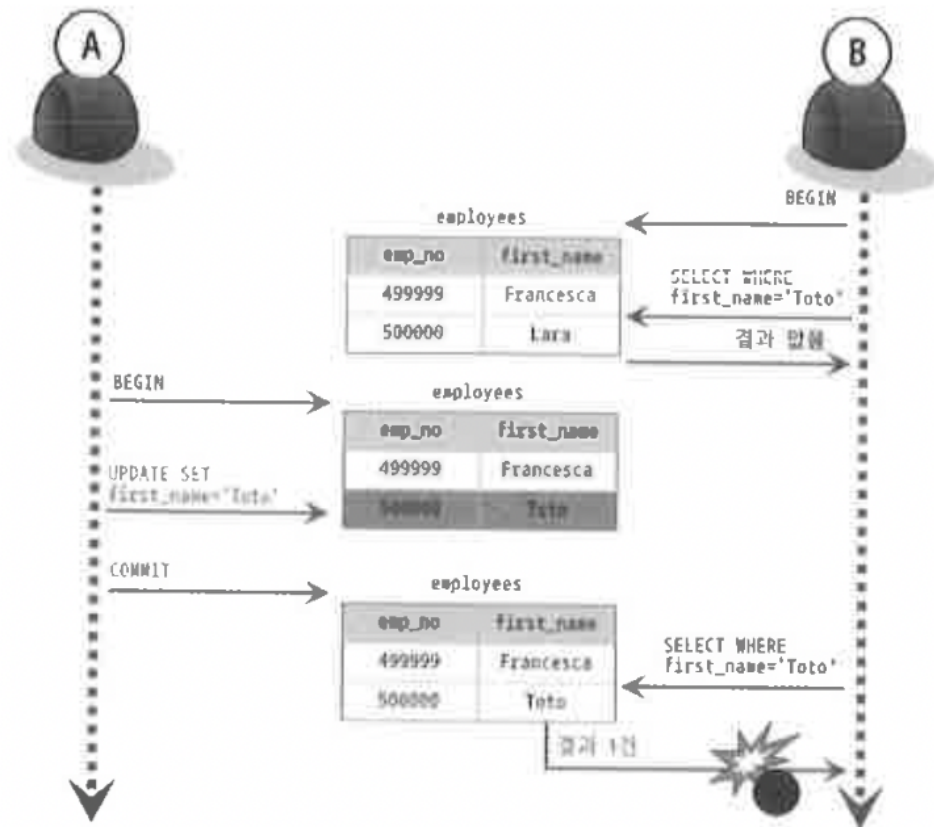 A
B
BEGIN
employees
emp_no first_name
499999 Francesca
500000 Lara
SELECT WHERE
first_name='Toto'
결과 없음
BEGIN
employees
emp_no first_name
499999 Francesca
500000 Toto
UPDATE SET
first_name='Toto'
COMMIT
employees
emp_no first_name
499999 Francesca
500000 Toto
SELECT WHERE
first_name='Toto'
결과 1건